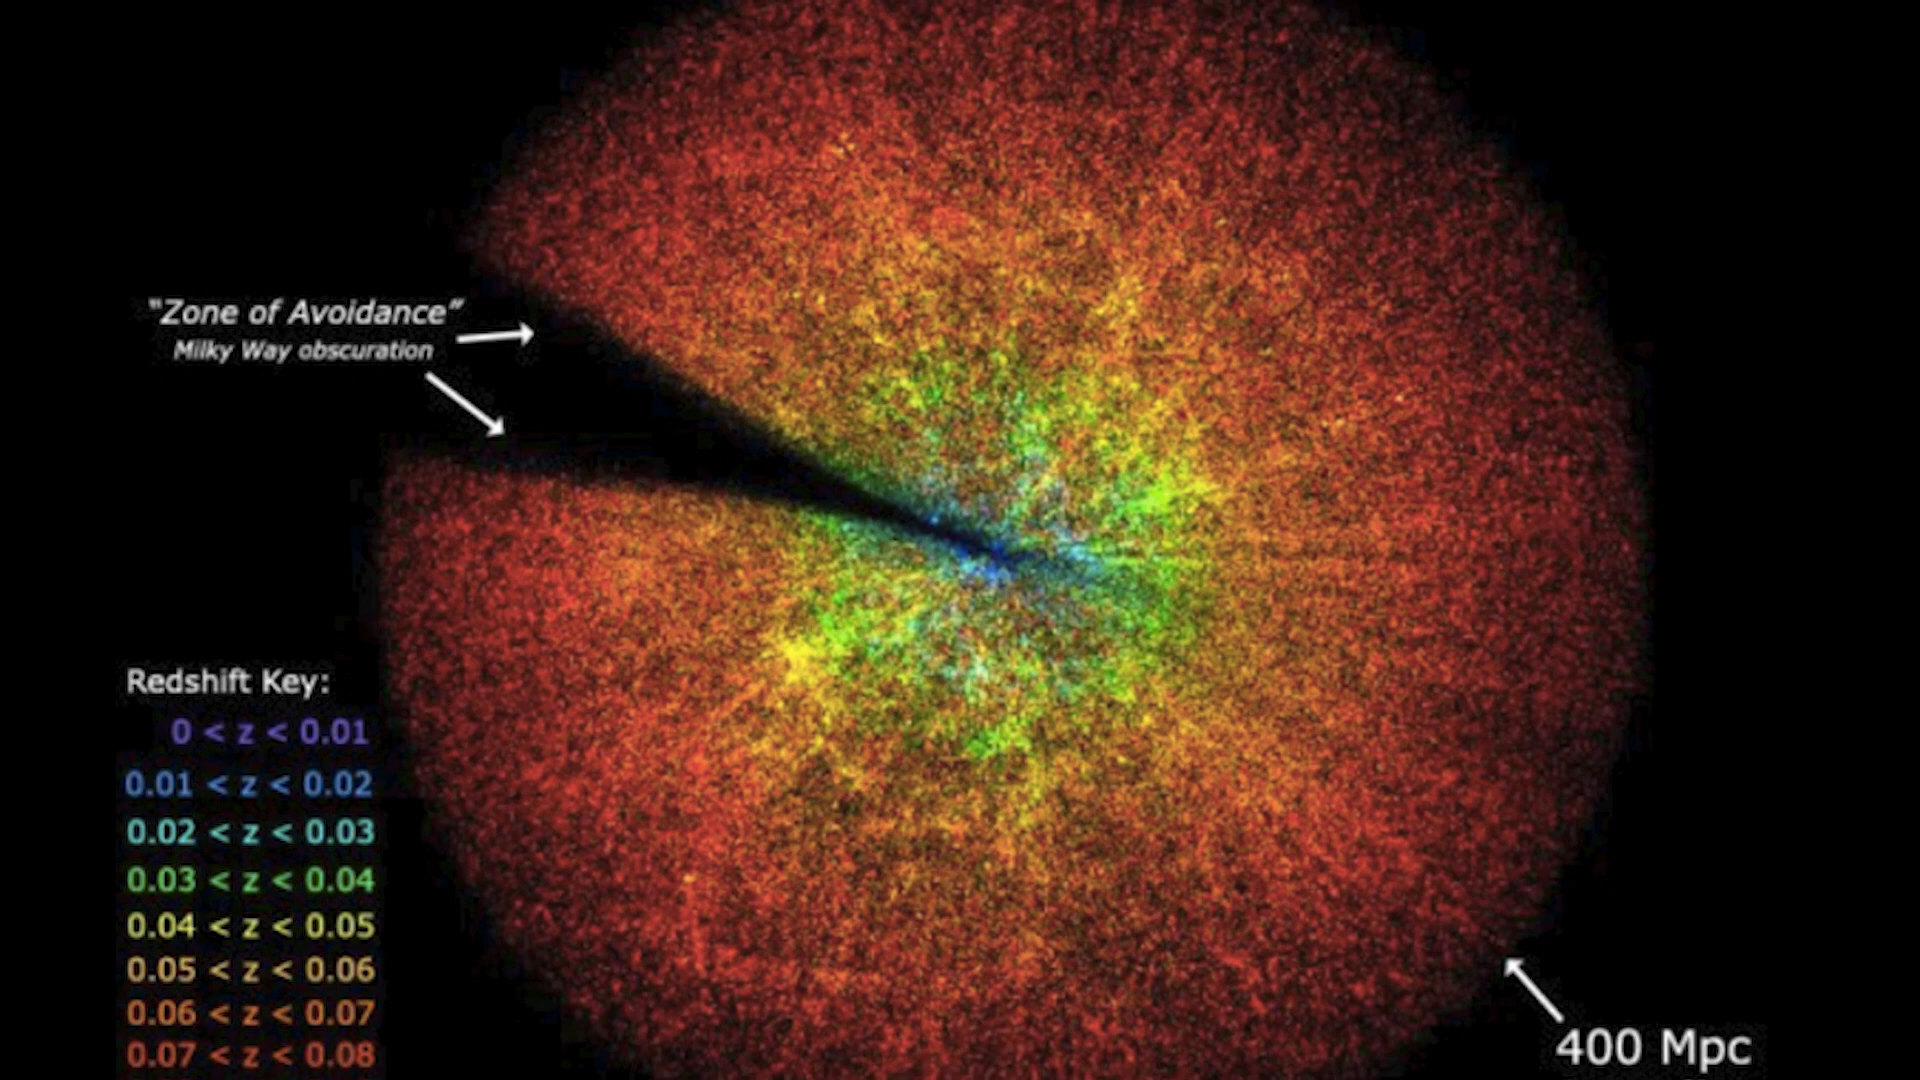 “Zone of Avoidance”
Milky Way obscuration
Redshift Key:
0 < z < 0.01
0.01 < z < 0.02
0.02 < z < 0.03
0.03 < z < 0.04
0.04 < z < 0.05
0.05 < z < 0.06
0.06 < z < 0.07
0.07 < z < 0.08
400 Mpc